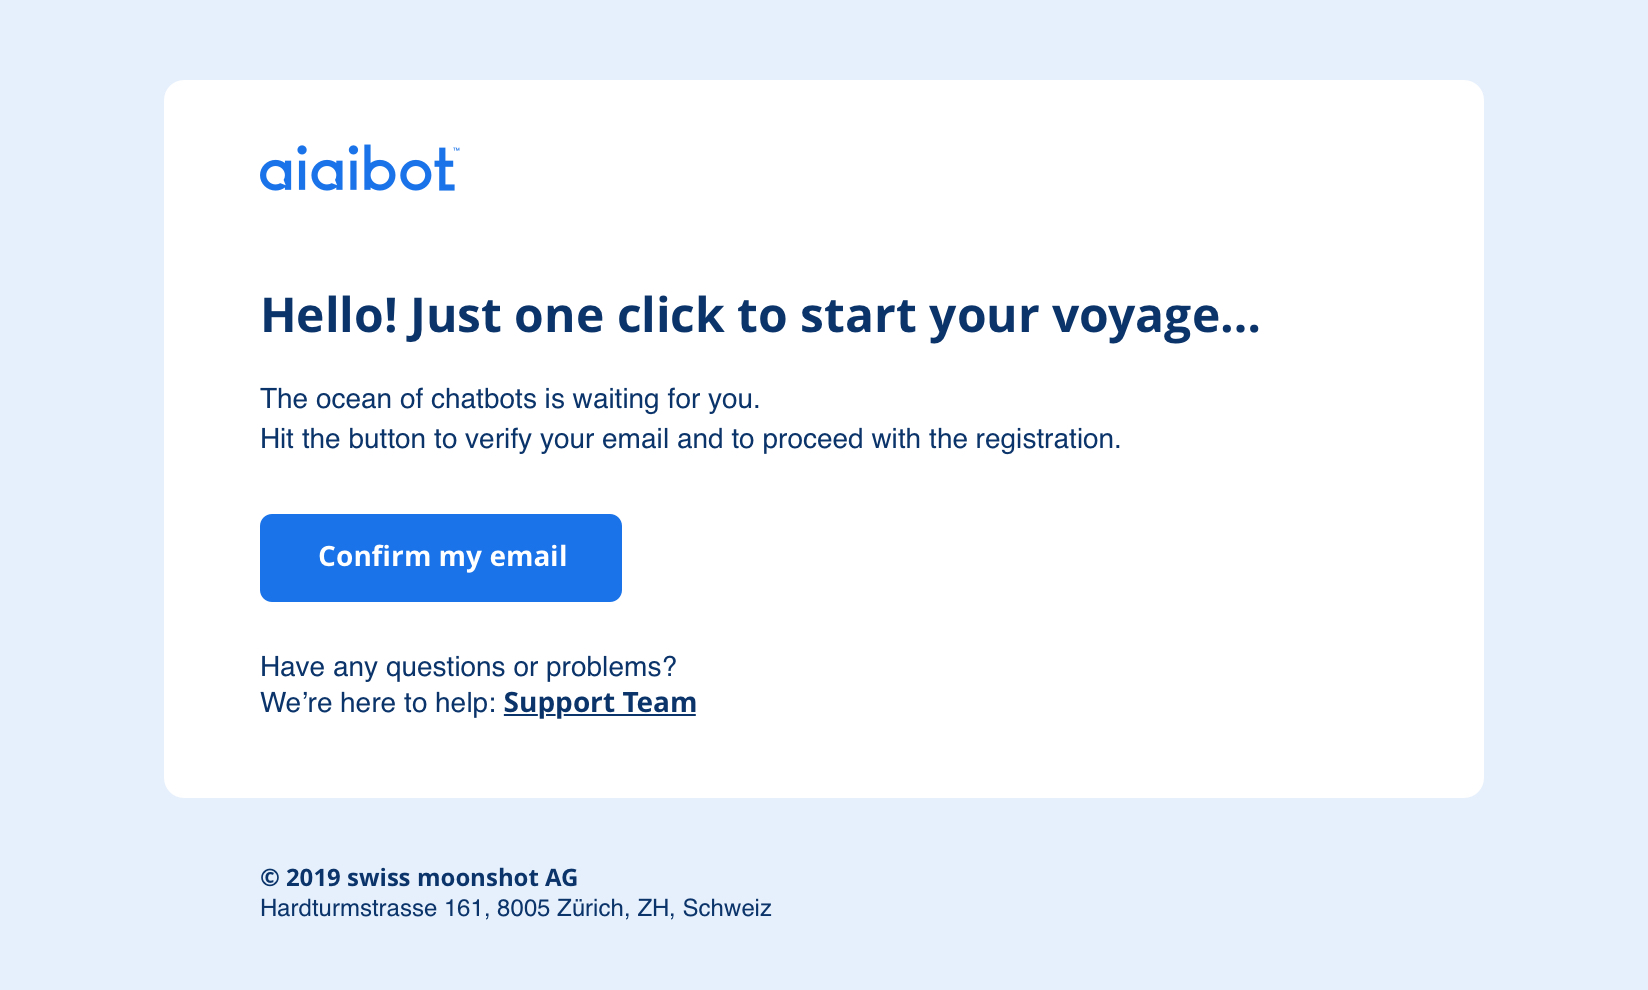 aiaibot™
Hello! Just one click to start your voyage...
The ocean of chatbots is waiting for you.
Hit the button to verify your email and to proceed with the registration.
Confirm my email
Have any questions or problems?
We’re here to help: Support Team
© 2019 swiss moonshot AG
Hardturmstrasse 161, 8005 Zürich, ZH, Schweiz